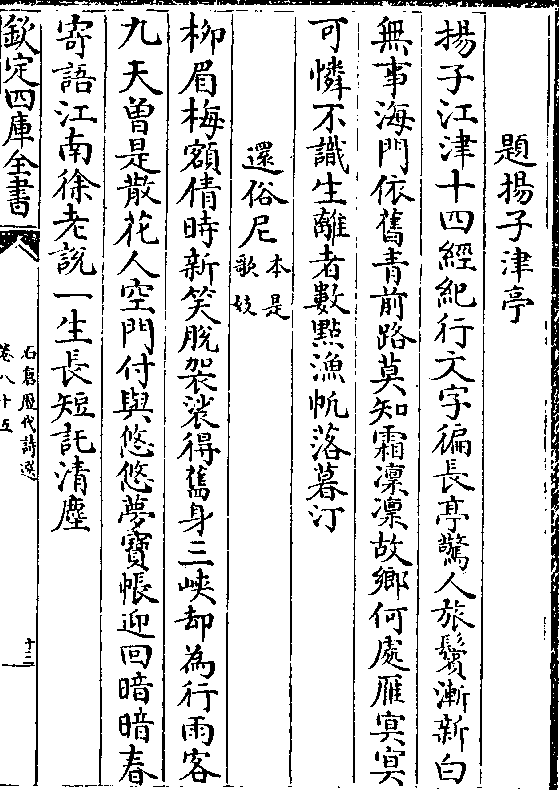 題揚子津亭
揚子江津十四經紀行文字徧長亭驚人旅鬢漸新白
無事海門依舊青前路莫知霜凛凛故鄉何處雁冥冥
可憐不識生離者數點漁帆落暮汀
還俗尼本是歌妓
柳眉梅額倩時新笑脫袈裟得舊身三峽却為行雨客
九天曽是散花人空門付與悠悠夢寳帳迎回暗暗春
寄語江南徐老說一生長短託清塵
欽定四庫全書
石倉歴代詩選
卷八十五
十三